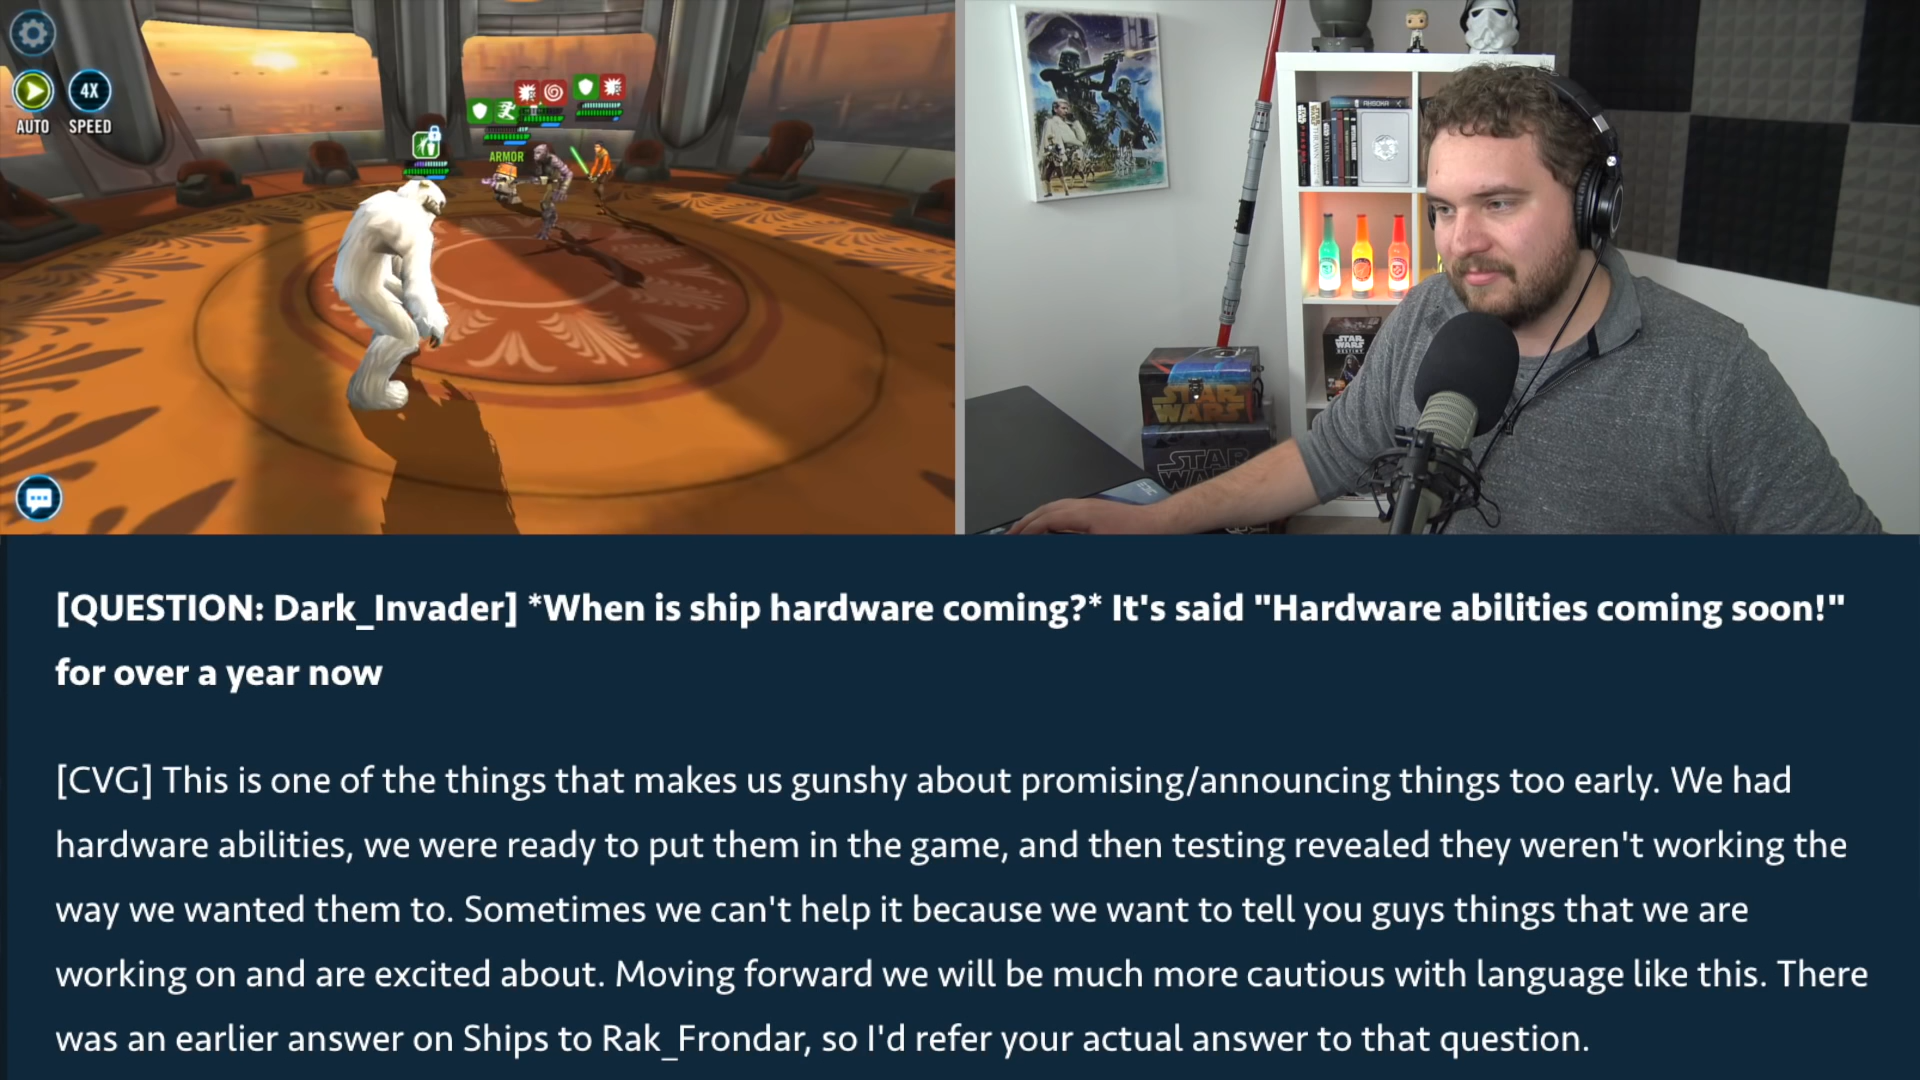 AUTO
4X
SPEED
ARMOR
AHSOKA
STAR
WARS
DESTINY
STAR
WARS
STAR
WARS
[QUESTION: Dark_Invader] *When is ship hardware coming?* It's said "Hardware abilities coming soon!"
for over a year now
[CVG] This is one of the things that makes us gunshy about promising/announcing things too early. We had
hardware abilities, we were ready to put them in the game, and then testing revealed they weren't working the
way we wanted them to. Sometimes we can't help it because we want to tell you guys things that we are
working on and are excited about. Moving forward we will be much more cautious with language like this. There
was an earlier answer on Ships to Rak_Frondar, so I'd refer your actual answer to that question.